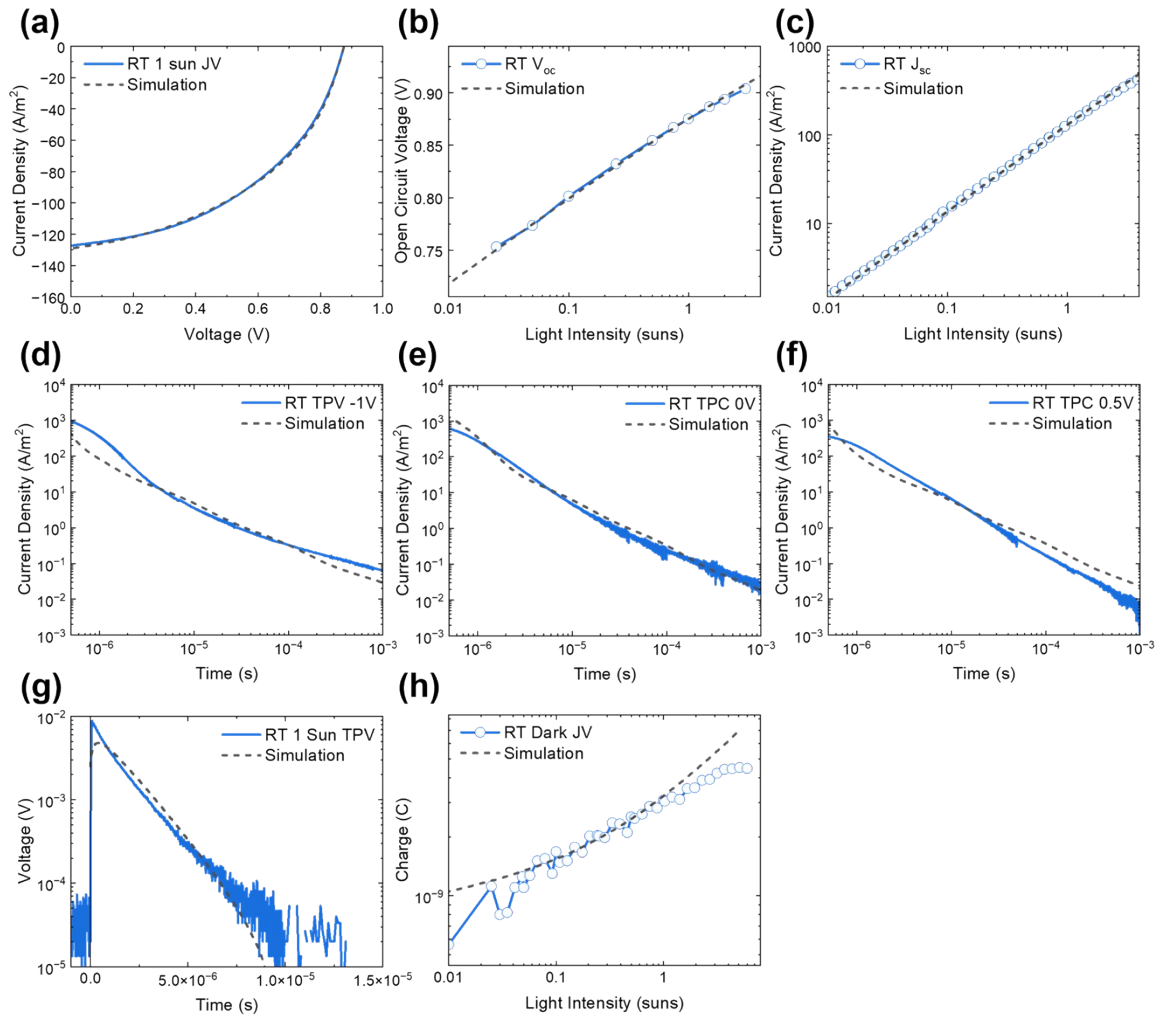 (a)
RT 1 sun JV
Simulation
Current Density (A/m²)
0
−20
−40
−60
−80
−100
−120
−140
−160
0.0 0.2 0.4 0.6 0.8 1.0
Voltage (V)
(b)
RT Voc
Simulation
Open Circuit Voltage (V)
0.90
0.85
0.80
0.75
0.01 0.1 1
Light Intensity (suns)
(c)
RT Jsc
Simulation
Current Density (A/m²)
1000
100
10
0.01 0.1 1
Light Intensity (suns)
(d)
RT TPV -1V
Simulation
Current Density (A/m²)
10⁴
10³
10²
10¹
10⁰
10⁻¹
10⁻²
10⁻³
10⁻⁶ 10⁻⁵ 10⁻⁴ 10⁻³
Time (s)
(e)
RT TPC 0V
Simulation
Current Density (A/m²)
10⁴
10³
10²
10¹
10⁰
10⁻¹
10⁻²
10⁻³
10⁻⁶ 10⁻⁵ 10⁻⁴ 10⁻³
Time (s)
(f)
RT TPC 0.5V
Simulation
Current Density (A/m²)
10⁴
10³
10²
10¹
10⁰
10⁻¹
10⁻²
10⁻³
10⁻⁶ 10⁻⁵ 10⁻⁴ 10⁻³
Time (s)
(g)
RT 1 Sun TPV
Simulation
Voltage (V)
10⁻²
10⁻³
10⁻⁴
10⁻⁵
0.0 5.0×10⁻⁶ 1.0×10⁻⁵ 1.5×10⁻⁵
Time (s)
(h)
RT Dark JV
Simulation
Charge (C)
10⁻⁹
0.01 0.1 1
Light Intensity (suns)